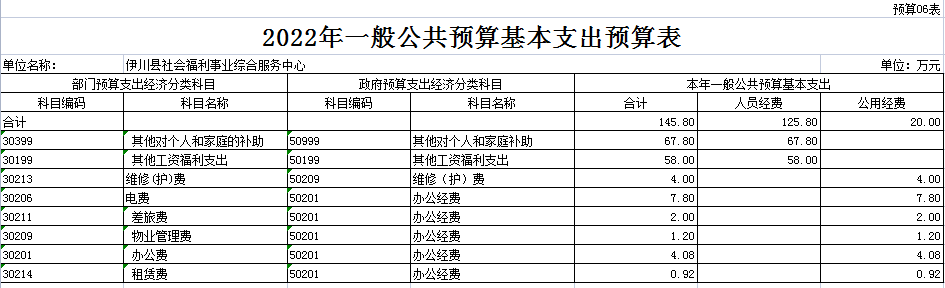 预算06表
2022年一般公共预算基本支出预算表
单位名称： 伊川县社会福利事业综合服务中心 单位：万元
部门预算支出经济分类科目 政府预算支出经济分类科目 本年一般公共预算基本支出
科目编码 科目名称 科目编码 科目名称 合计 人员经费 公用经费
合计 145.80 125.80 20.00
30399 其他对个人和家庭的补助 50999 其他对个人和家庭补助 67.80 67.80
30199 其他工资福利支出 50199 其他工资福利支出 58.00 58.00
30213 维修(护)费 50209 维修（护）费 4.00 4.00
30206 电费 50201 办公经费 7.80 7.80
30211 差旅费 50201 办公经费 2.00 2.00
30209 物业管理费 50201 办公经费 1.20 1.20
30201 办公费 50201 办公经费 4.08 4.08
30214 租赁费 50201 办公经费 0.92 0.92